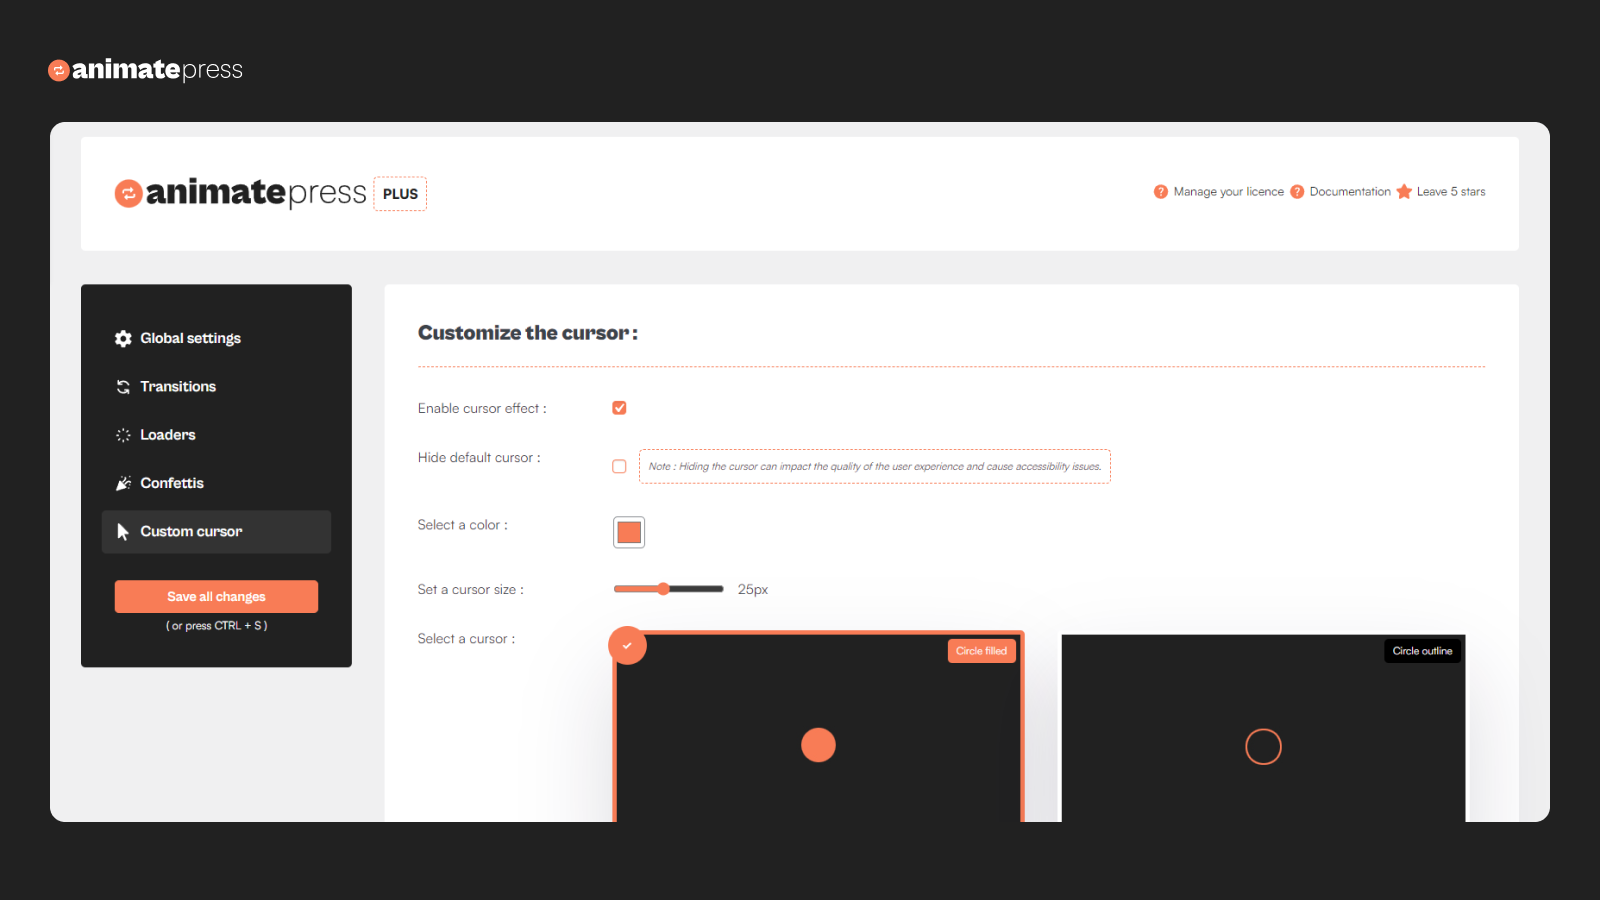 animatepress
animatepress PLUS
Manage your licence Documentation Leave 5 stars
Global settings
Transitions
Loaders
Confettis
Custom cursor
Save all changes
( or press CTRL + S )
Customize the cursor :
Enable cursor effect :
Hide default cursor :
Note : Hiding the cursor can impact the quality of the user experience and cause accessibility issues.
Select a color :
Set a cursor size :
25px
Select a cursor :
Circle filled
Circle outline